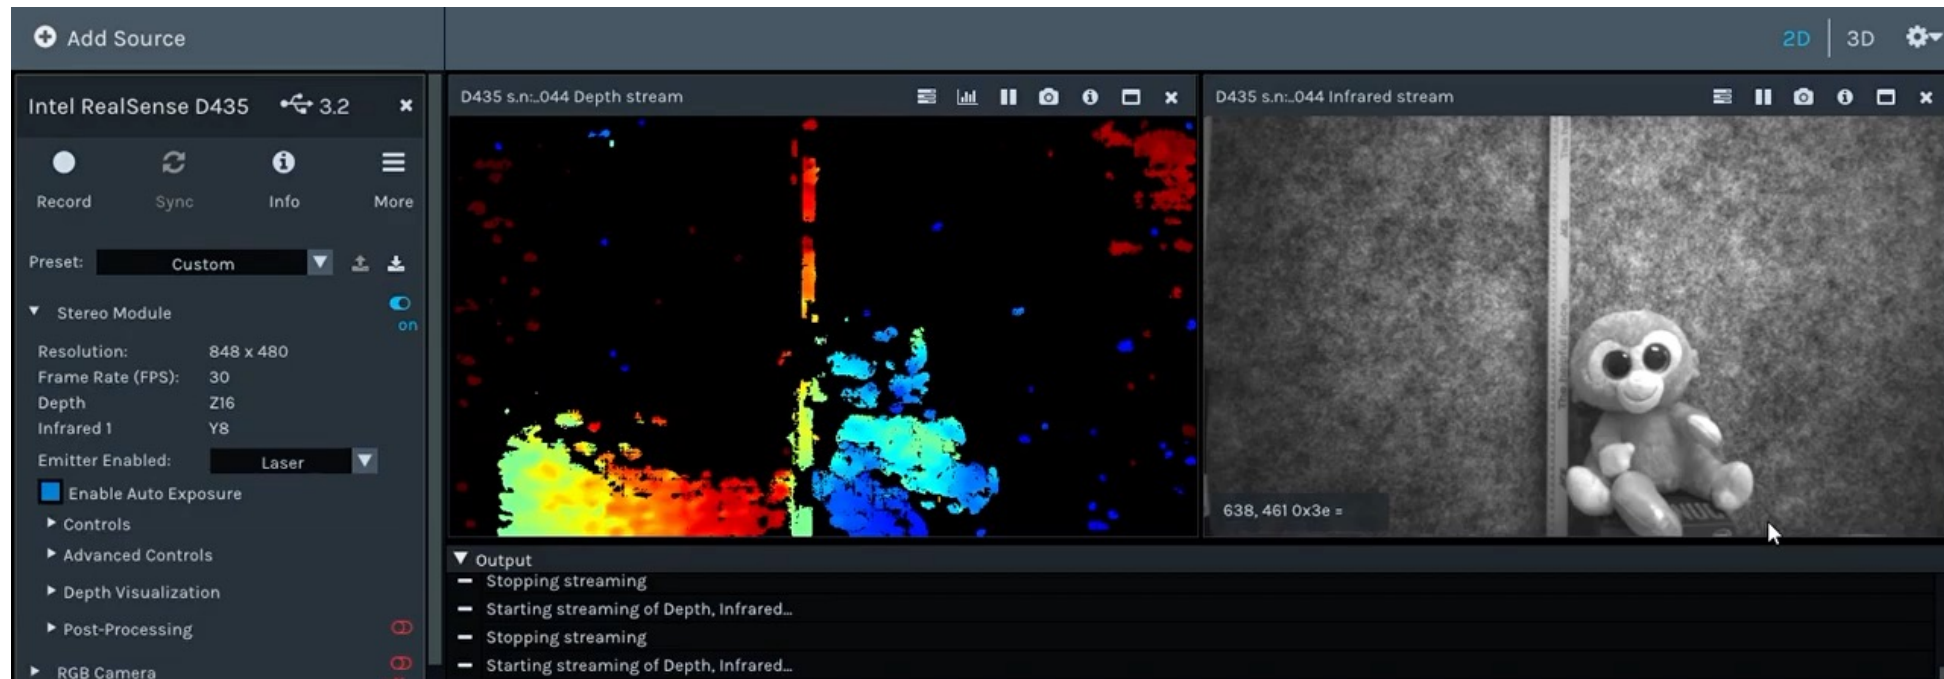 Add Source
2D 3D
Intel RealSense D435 3.2
Record Sync Info More
Preset: Custom
Stereo Module
on
Resolution: 848 x 480
Frame Rate (FPS): 30
Depth Z16
Infrared 1 Y8
Emitter Enabled: Laser
Enable Auto Exposure
Controls
Advanced Controls
Depth Visualization
Post-Processing
RGB Camera
D435 s.n:..044 Depth stream
D435 s.n:..044 Infrared stream
638, 461 0x3e =
Output
Stopping streaming
Starting streaming of Depth, Infrared...
Stopping streaming
Starting streaming of Depth, Infrared...